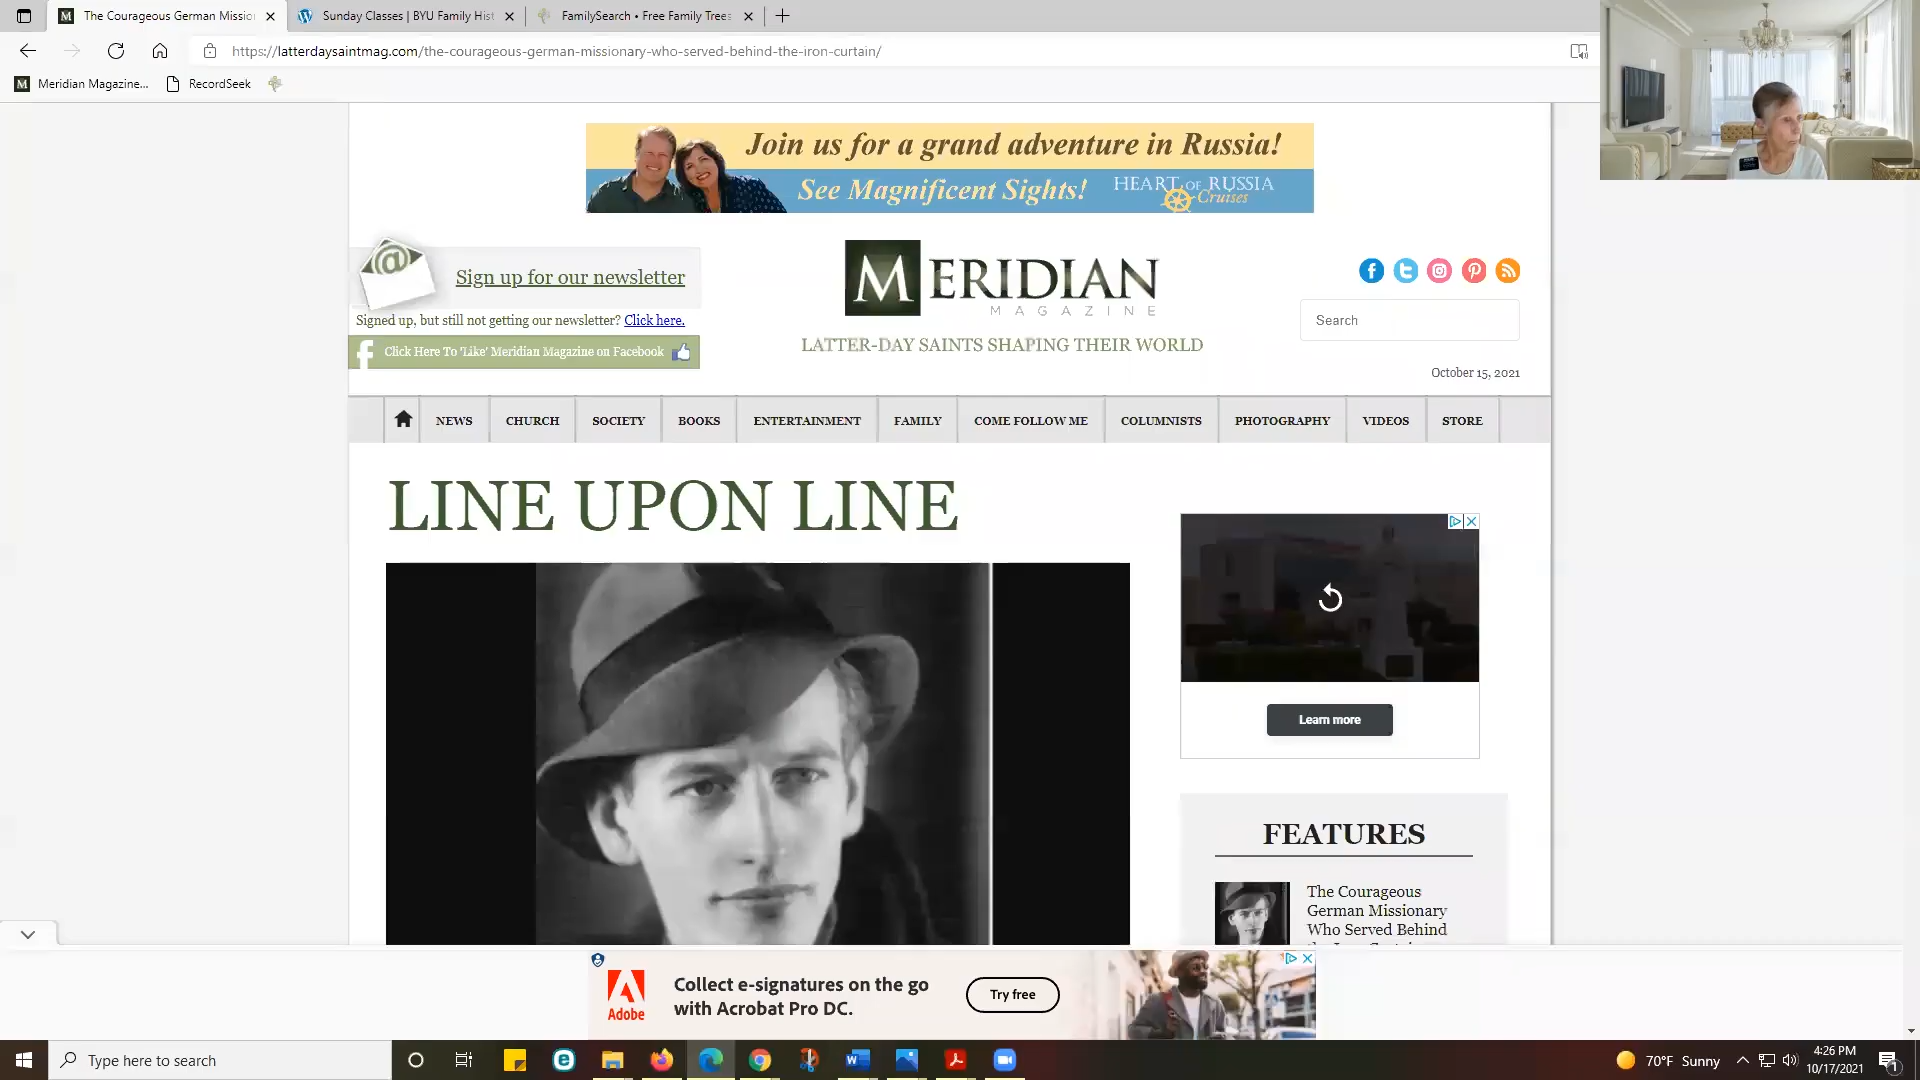 The Courageous German Missio
Sunday Classes | BYU Family Hist
FamilySearch • Free Family Trees
https://latterdaysaintmag.com/the-courageous-german-missionary-who-served-behind-the-iron-curtain/
Meridian Magazine...
RecordSeek
Join us for a grand adventure in Russia!
See Magnificent Sights!
HEART OF RUSSIA
Cruises
Sign up for our newsletter
MERIDIAN
MAGAZINE
Search
Signed up, but still not getting our newsletter? Click here.
Click Here To 'Like' Meridian Magazine on Facebook
LATTER-DAY SAINTS SHAPING THEIR WORLD
October 15, 2021
NEWS
CHURCH
SOCIETY
BOOKS
ENTERTAINMENT
FAMILY
COME FOLLOW ME
COLUMNISTS
PHOTOGRAPHY
VIDEOS
STORE
LINE UPON LINE
Learn more
FEATURES
The Courageous
German Missionary
Who Served Behind
Adobe
Collect e-signatures on the go
with Acrobat Pro DC.
Try free
Type here to search
70°F Sunny
4:26 PM
10/17/2021